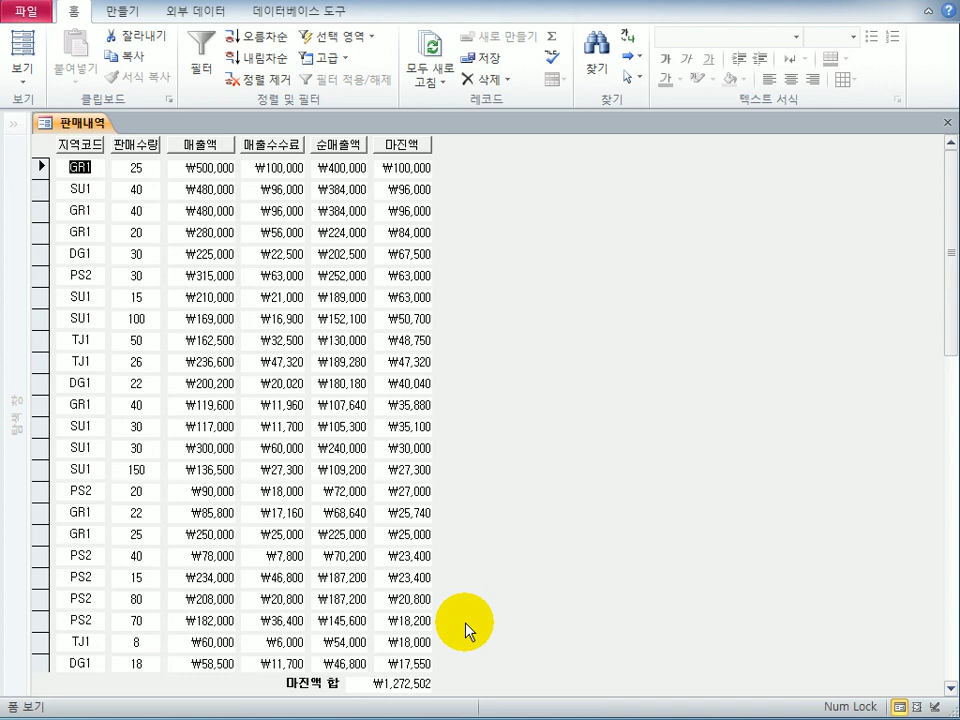 파일 홈 만들기 외부 데이터 데이터베이스 도구
보기 보기
붙여넣기 잘라내기 복사 서식 복사 클립보드
필터 오름차순 내림차순 정렬 제거 선택 영역 고급 필터 적용/해제 정렬 및 필터
모두 새로 고침 새로 만들기 저장 삭제 Σ 레코드
찾기 찾기
가 가 가 가 텍스트 서식
판매내역
탐색 창
지역코드 판매수량 매출액 매출수수료 순매출액 마진액
GR1 25 ₩500,000 ₩100,000 ₩400,000 ₩100,000
SU1 40 ₩480,000 ₩96,000 ₩384,000 ₩96,000
GR1 40 ₩480,000 ₩96,000 ₩384,000 ₩96,000
GR1 20 ₩280,000 ₩56,000 ₩224,000 ₩84,000
DG1 30 ₩225,000 ₩22,500 ₩202,500 ₩67,500
PS2 30 ₩315,000 ₩63,000 ₩252,000 ₩63,000
SU1 15 ₩210,000 ₩21,000 ₩189,000 ₩63,000
SU1 100 ₩169,000 ₩16,900 ₩152,100 ₩50,700
TJ1 50 ₩162,500 ₩32,500 ₩130,000 ₩48,750
TJ1 26 ₩236,600 ₩47,320 ₩189,280 ₩47,320
DG1 22 ₩200,200 ₩20,020 ₩180,180 ₩40,040
GR1 40 ₩119,600 ₩11,960 ₩107,640 ₩35,880
SU1 30 ₩117,000 ₩11,700 ₩105,300 ₩35,100
SU1 30 ₩300,000 ₩60,000 ₩240,000 ₩30,000
SU1 150 ₩136,500 ₩27,300 ₩109,200 ₩27,300
PS2 20 ₩90,000 ₩18,000 ₩72,000 ₩27,000
GR1 22 ₩85,800 ₩17,160 ₩68,640 ₩25,740
GR1 25 ₩250,000 ₩25,000 ₩225,000 ₩25,000
PS2 40 ₩78,000 ₩7,800 ₩70,200 ₩23,400
PS2 15 ₩234,000 ₩46,800 ₩187,200 ₩23,400
PS2 80 ₩208,000 ₩20,800 ₩187,200 ₩20,800
PS2 70 ₩182,000 ₩36,400 ₩145,600 ₩18,200
TJ1 8 ₩60,000 ₩6,000 ₩54,000 ₩18,000
DG1 18 ₩58,500 ₩11,700 ₩46,800 ₩17,550
마진액 합 ₩1,272,502
폼 보기 Num Lock